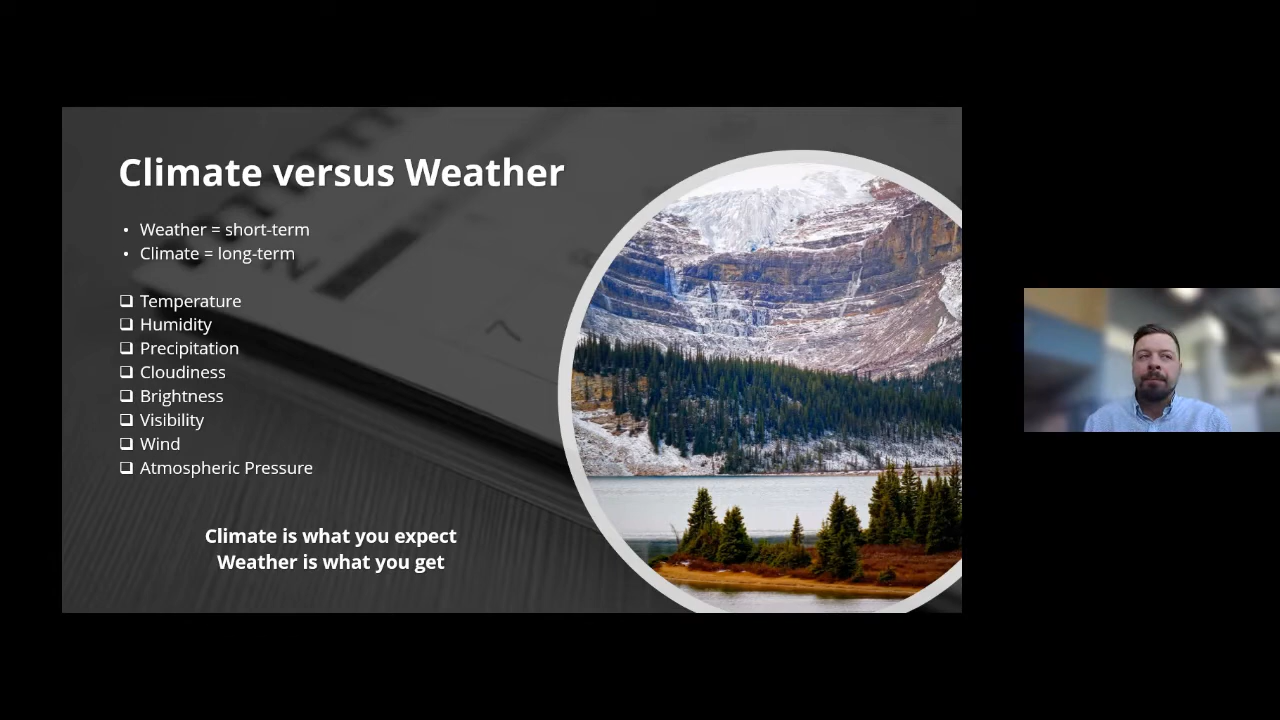 Climate versus Weather
• Weather = short-term
• Climate = long-term
❑ Temperature
❑ Humidity
❑ Precipitation
❑ Cloudiness
❑ Brightness
❑ Visibility
❑ Wind
❑ Atmospheric Pressure
Climate is what you expect
Weather is what you get